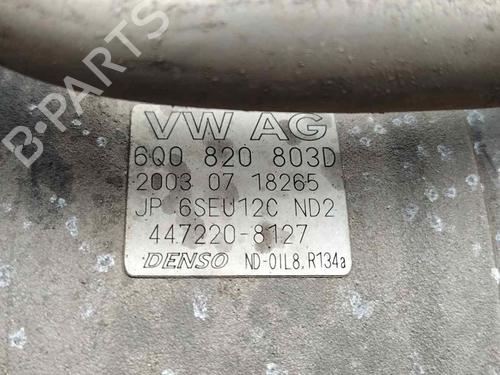 VW AG
6Q0 820 803D
2003 07 18265
JP 6SEU12C ND2
447220-8127
DENSO ND-OIL8, R134a
B-PARTS